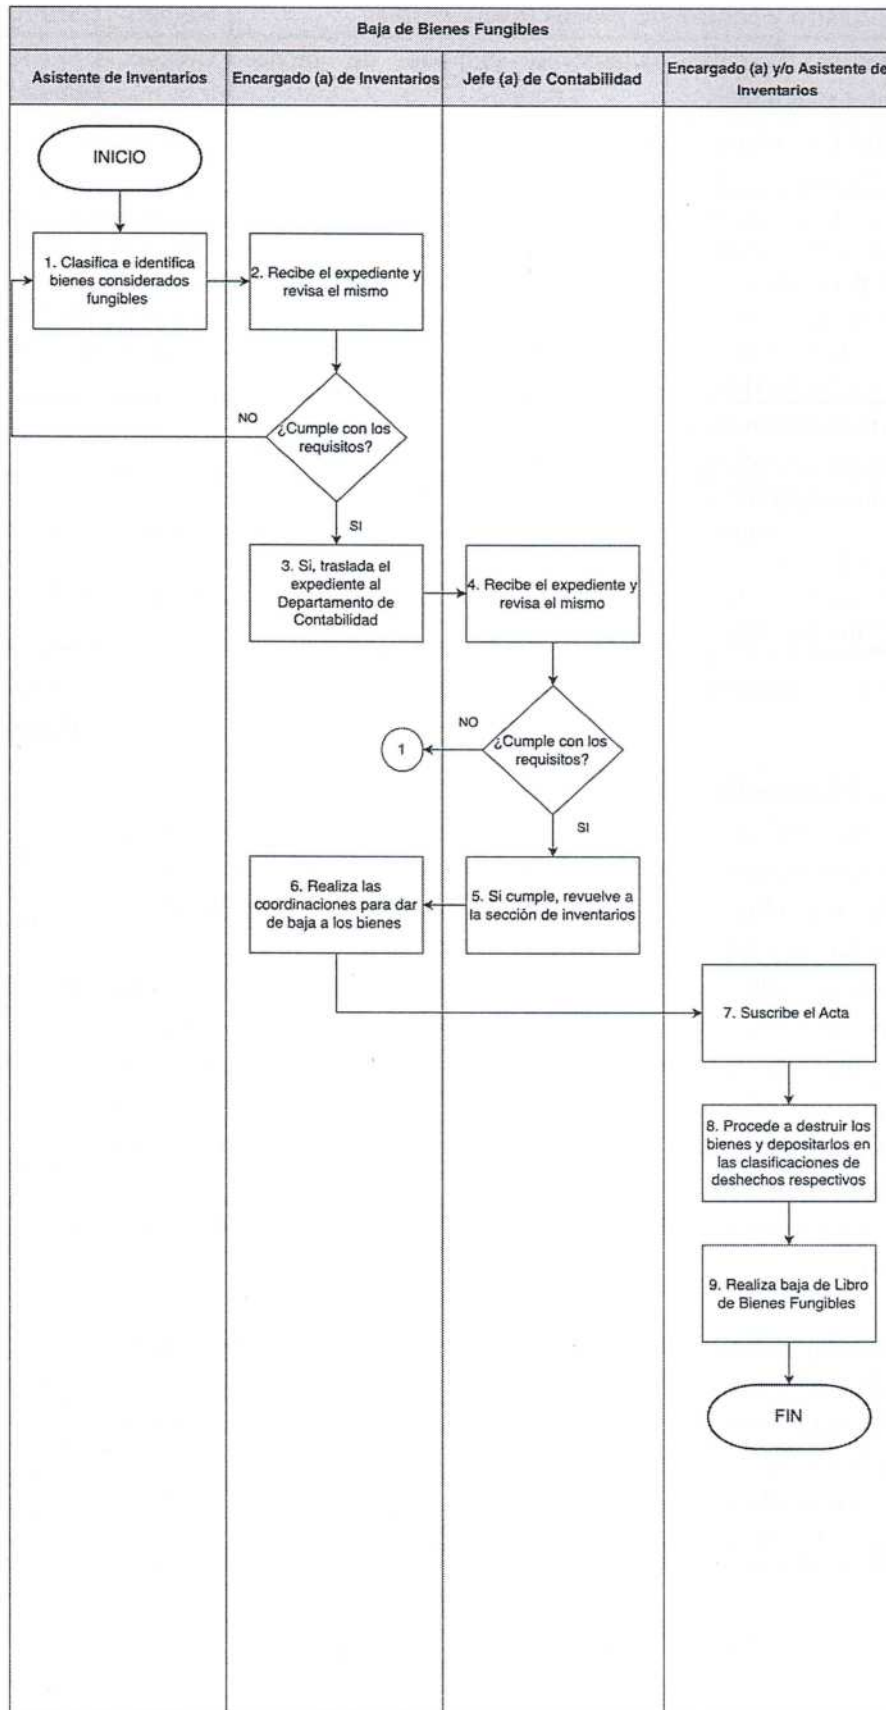 Baja de Bienes Fungibles
Asistente de Inventarios
Encargado (a) de Inventarios
Jefe (a) de Contabilidad
Encargado (a) y/o Asistente de
Inventarios
INICIO
1. Clasifica e identifica
bienes considerados
fungibles
2. Recibe el expediente y
revisa el mismo
NO
¿Cumple con los
requisitos?
SI
3. Si, traslada el
expediente al
Departamento de
Contabilidad
4. Recibe el expediente y
revisa el mismo
NO
1
¿Cumple con los
requisitos?
SI
6. Realiza las
coordinaciones para dar
de baja a los bienes
5. Si cumple, revuelve a
la sección de inventarios
7. Suscribe el Acta
8. Procede a destruir los
bienes y depositarlos en
las clasificaciones de
deshechos respectivos
9. Realiza baja de Libro
de Bienes Fungibles
FIN